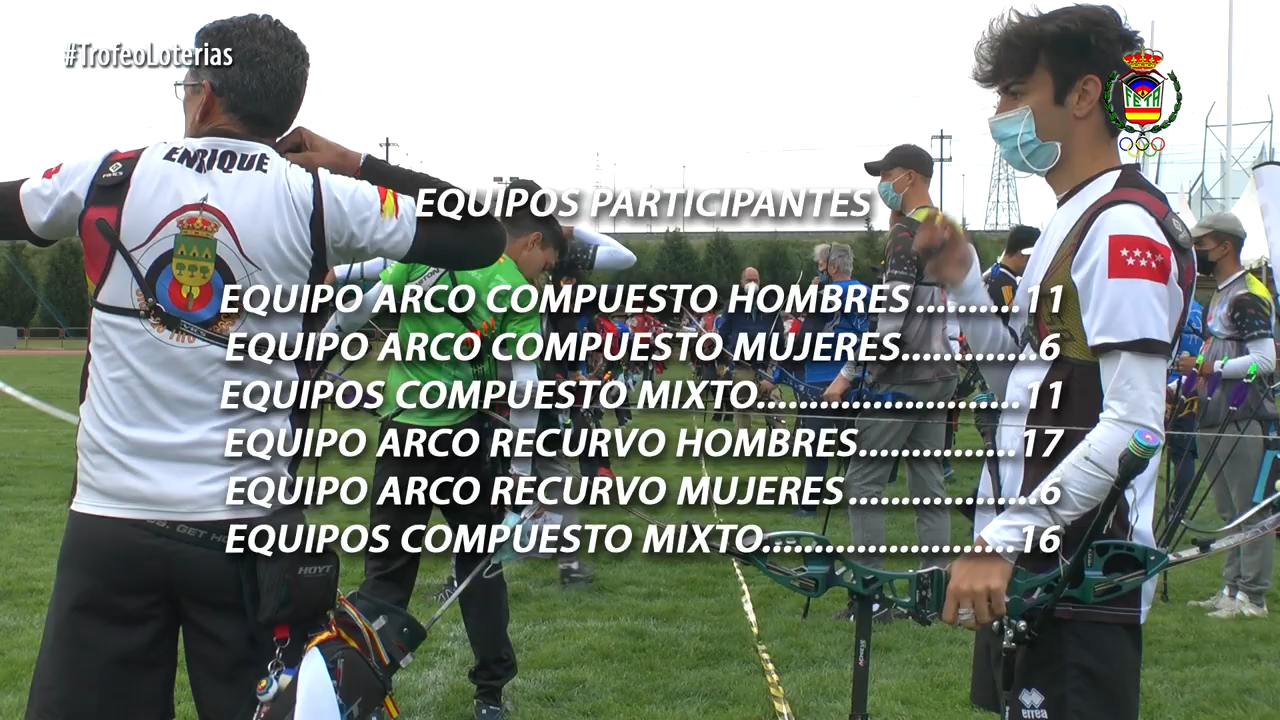 #TrofeoLoterias
ENRIQUE
FETA
EQUIPOS PARTICIPANTES
EQUIPO ARCO COMPUESTO HOMBRES ..........11
EQUIPO ARCO COMPUESTO MUJERES.............6
EQUIPOS COMPUESTO MIXTO.........................11
EQUIPO ARCO RECURVO HOMBRES...............17
EQUIPO ARCO RECURVO MUJERES..................6
EQUIPOS COMPUESTO MIXTO........................16
HOYT
errea